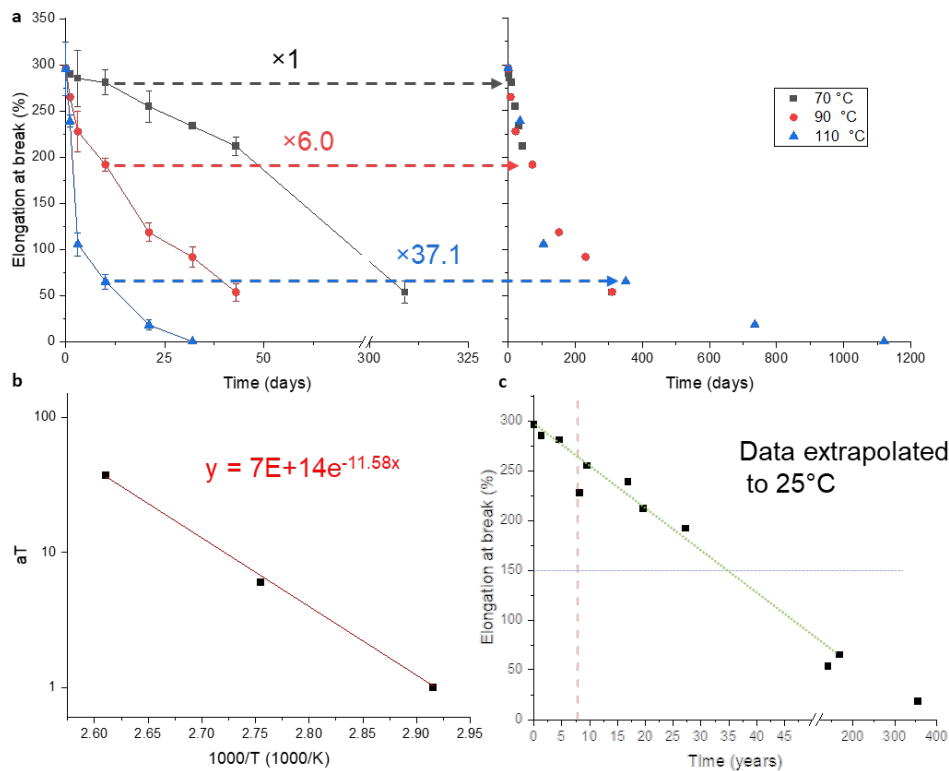 a
350
300
250
200
150
100
50
0
Elongation at break (%)
×1
×6.0
×37.1
0 25 50 300 325
Time (days)
0 200 400 600 800 1000 1200
Time (days)
70 °C
90 °C
110 °C
b
100
10
1
aT
y = 7E+14e-11.58x
2.60 2.65 2.70 2.75 2.80 2.85 2.90 2.95
1000/T (1000/K)
c
300
250
200
150
100
50
0
Elongation at break (%)
Data extrapolated
to 25°C
0 5 10 15 20 25 30 35 40 45 200 300 400
Time (years)